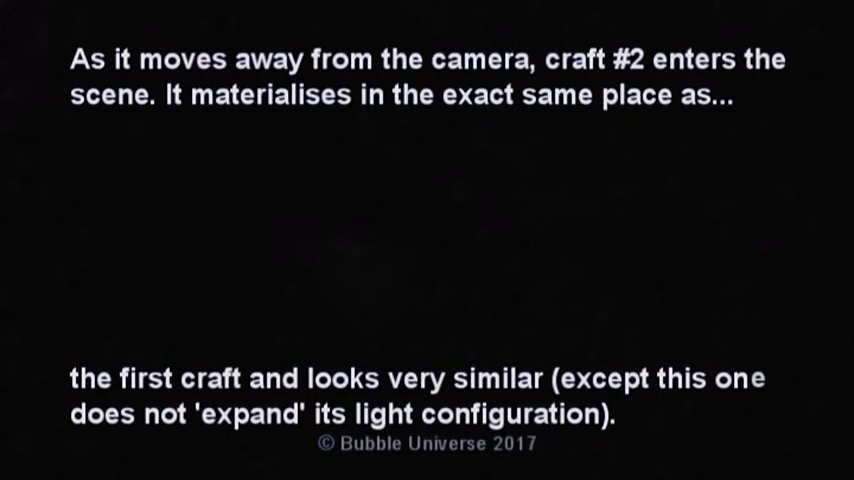 As it moves away from the camera, craft #2 enters the
scene. It materialises in the exact same place as...
the first craft and looks very similar (except this one
does not 'expand' its light configuration).
© Bubble Universe 2017